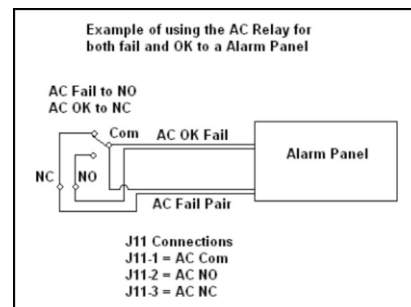 Example of using the AC Relay for
both fail and OK to a Alarm Panel
AC Fail to NO
AC OK to NC
Com
AC OK Fail
Alarm Panel
NC
NO
AC Fail Pair
J11 Connections
J11-1 = AC Com
J11-2 = AC NO
J11-3 = AC NC